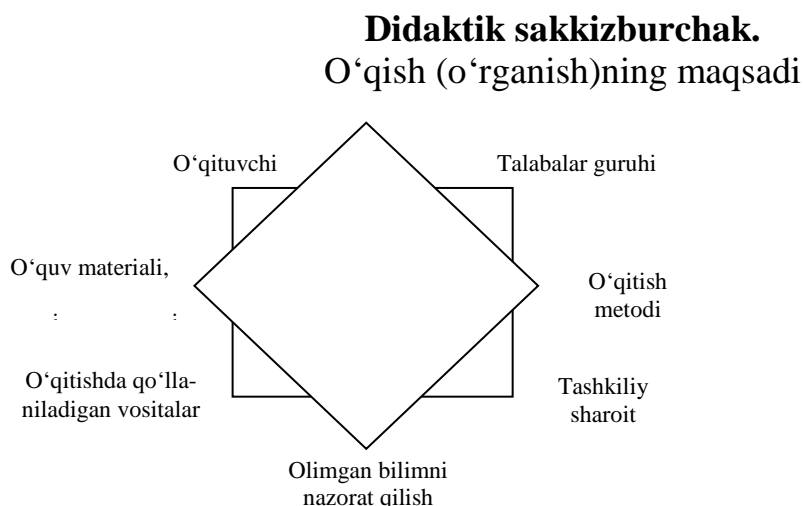 Didaktik sakkizburchak.
O‘qish (o‘rganish)ning maqsadi
O‘qituvchi
Talabalar guruhi
O‘quv materiali,
O‘qitish
metodi
O‘qitishda qo‘lla-
niladigan vositalar
Tashkiliy
sharoit
Olimgan bilimni
nazorat qilish